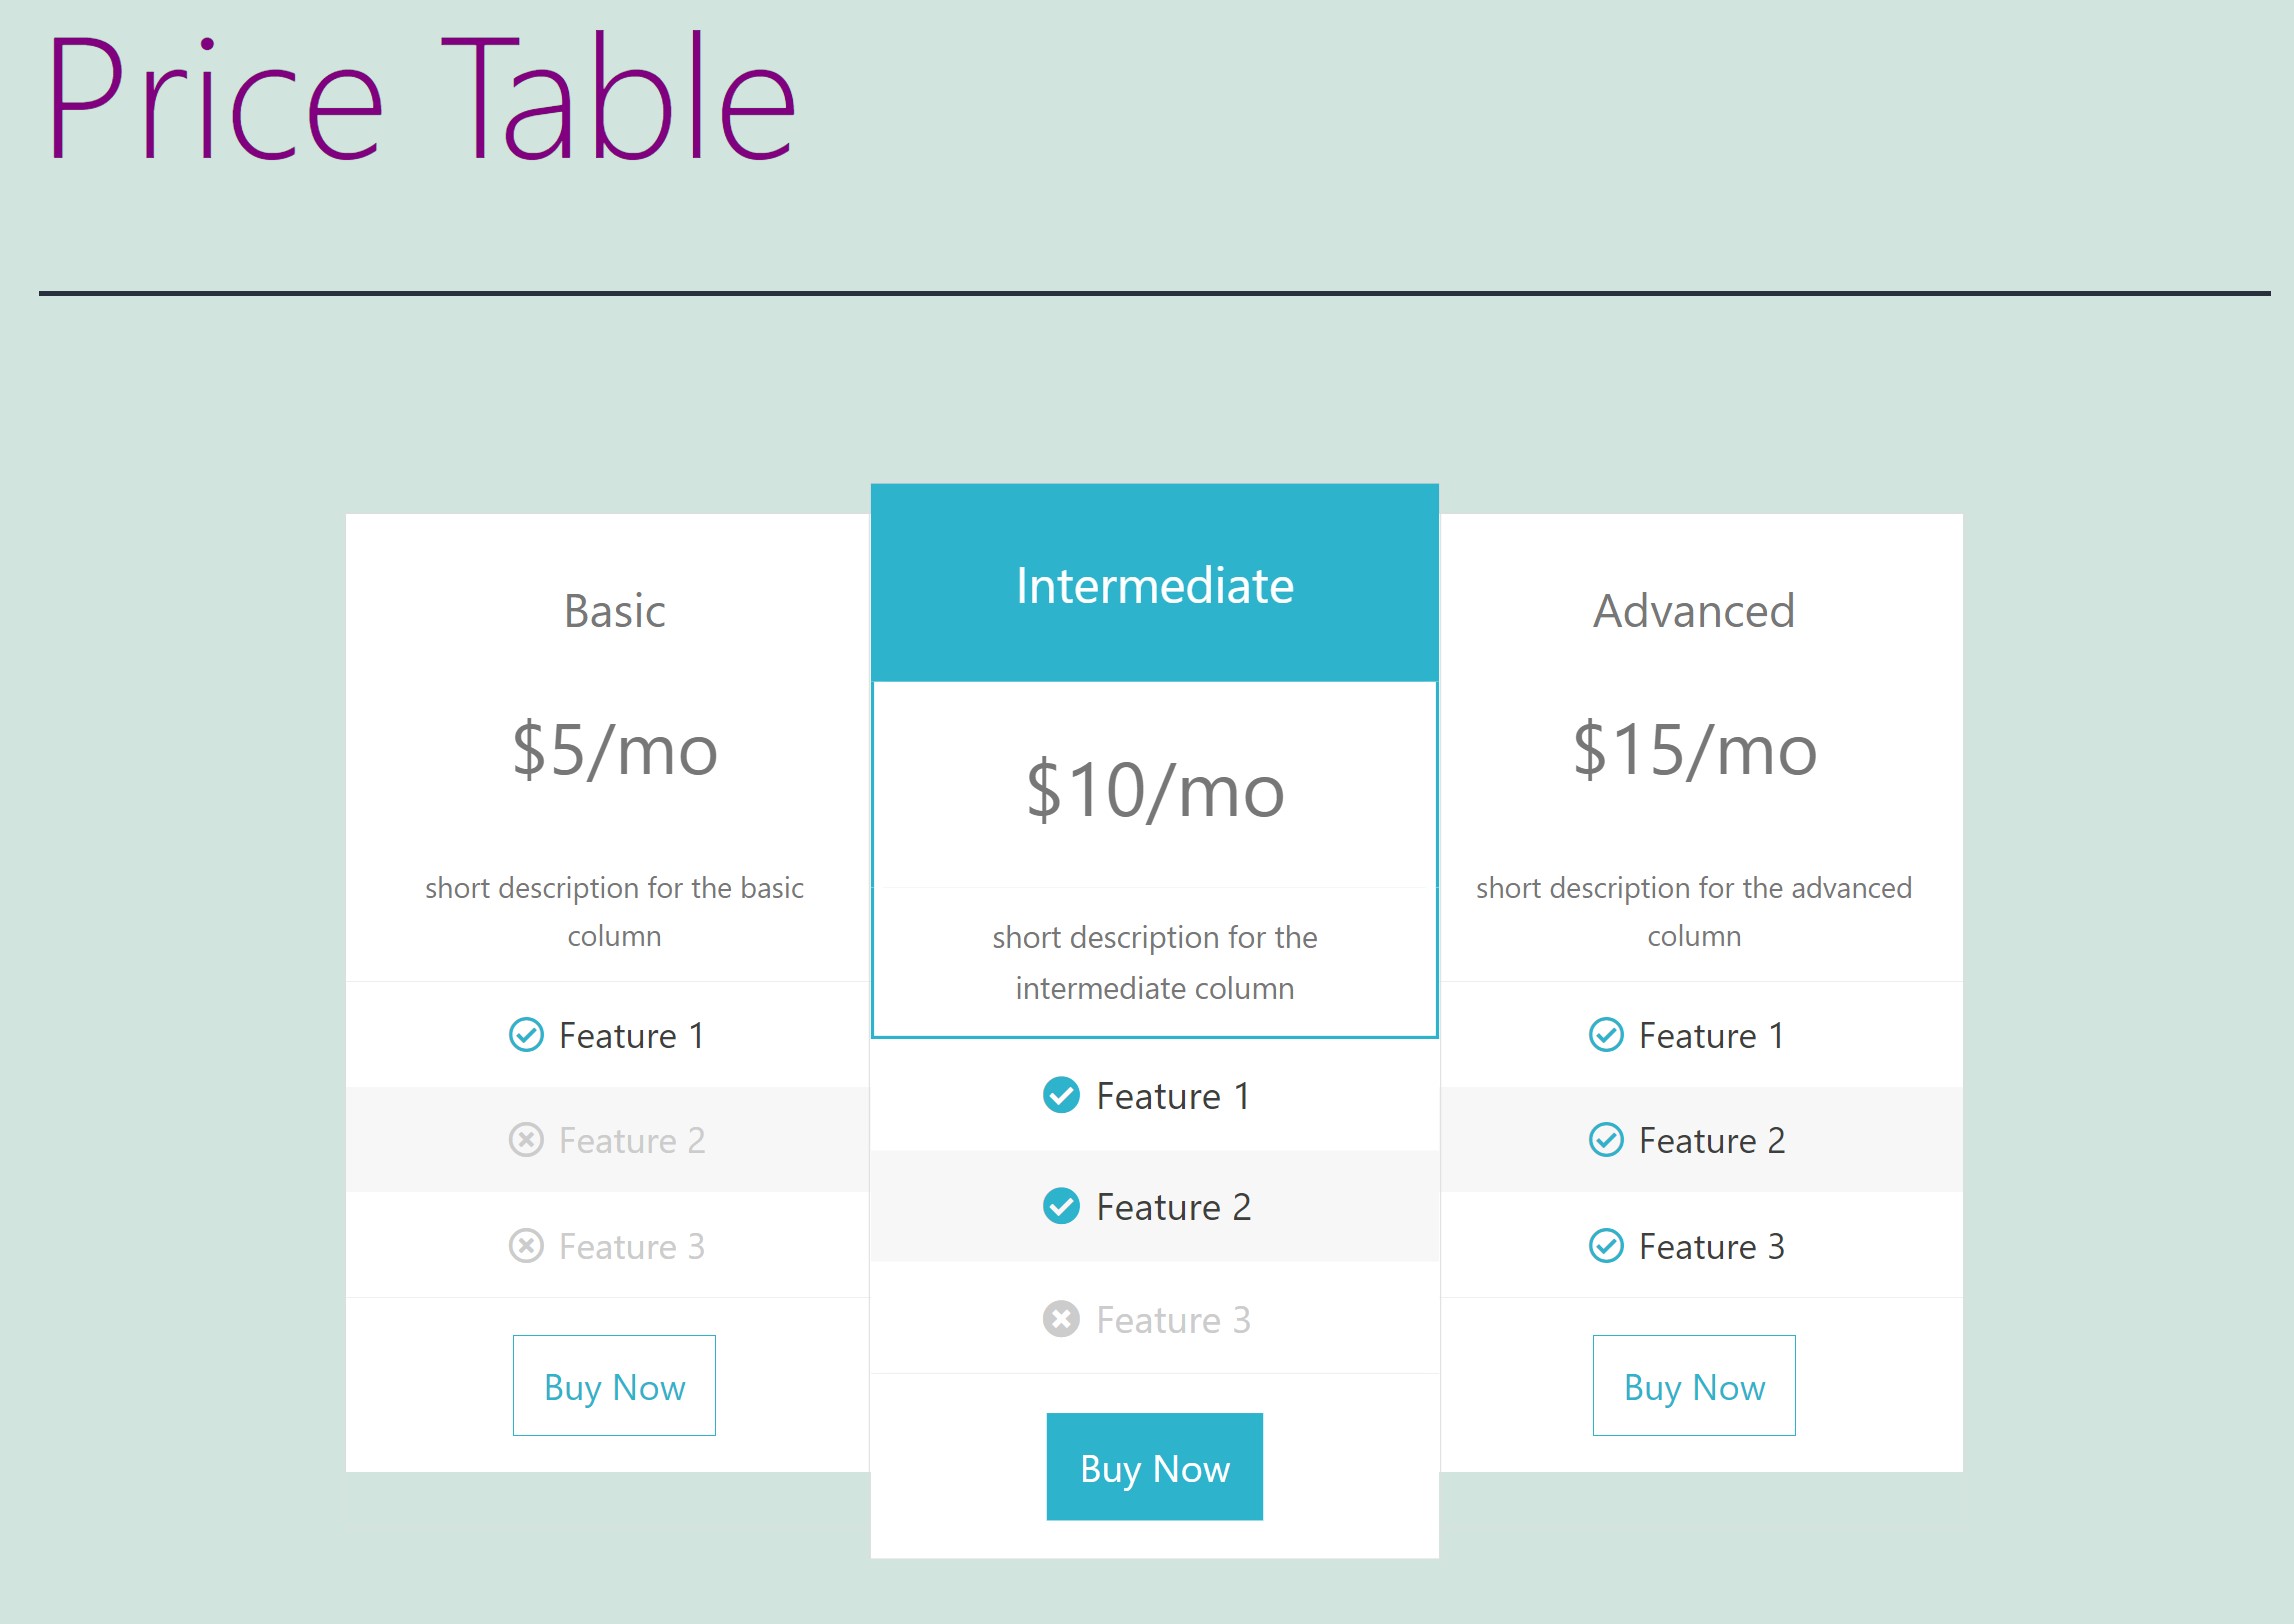 Price Table
Basic
$5/mo
short description for the basic
column
Feature 1
Feature 2
Feature 3
Buy Now
Intermediate
$10/mo
short description for the
intermediate column
Feature 1
Feature 2
Feature 3
Buy Now
Advanced
$15/mo
short description for the advanced
column
Feature 1
Feature 2
Feature 3
Buy Now